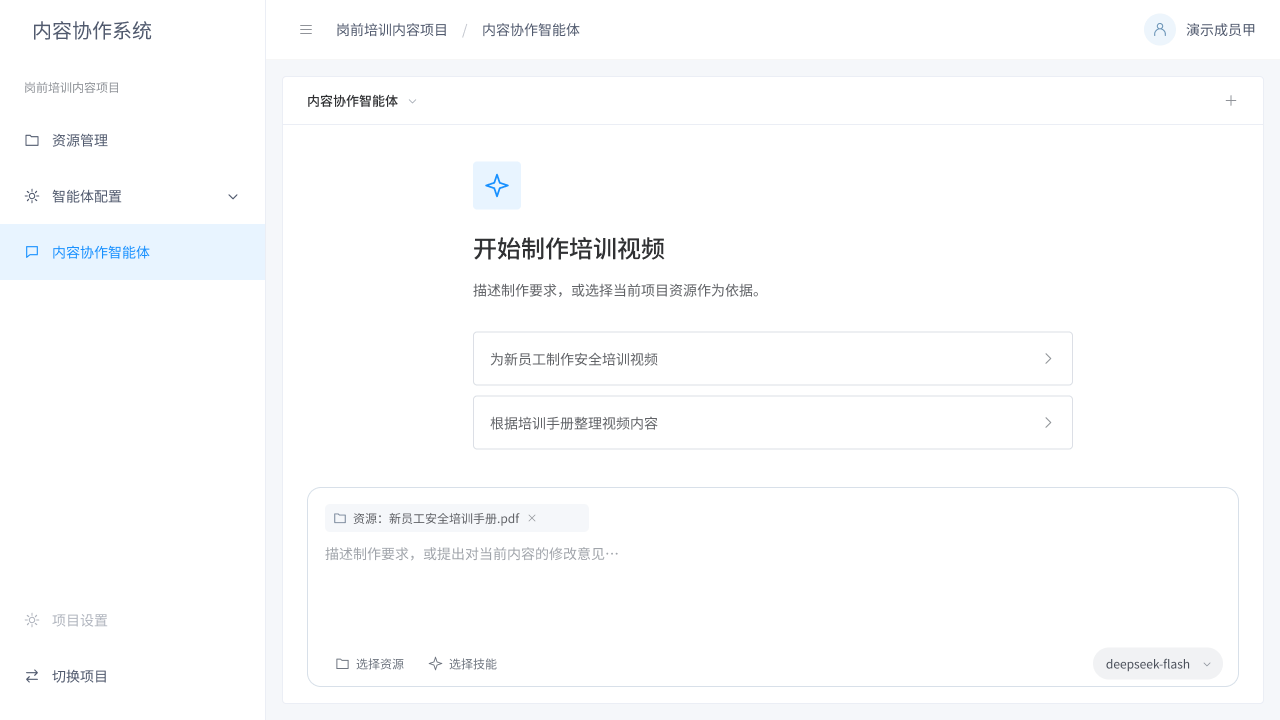 内容协作系统
岗前培训内容项目 / 内容协作智能体
演示成员甲
岗前培训内容项目
资源管理
智能体配置
内容协作智能体
项目设置
切换项目
内容协作智能体
开始制作培训视频
描述制作要求，或选择当前项目资源作为依据。
为新员工制作安全培训视频
根据培训手册整理视频内容
资源：新员工安全培训手册.pdf ×
描述制作要求，或提出对当前内容的修改意见…
选择资源
选择技能
deepseek-flash